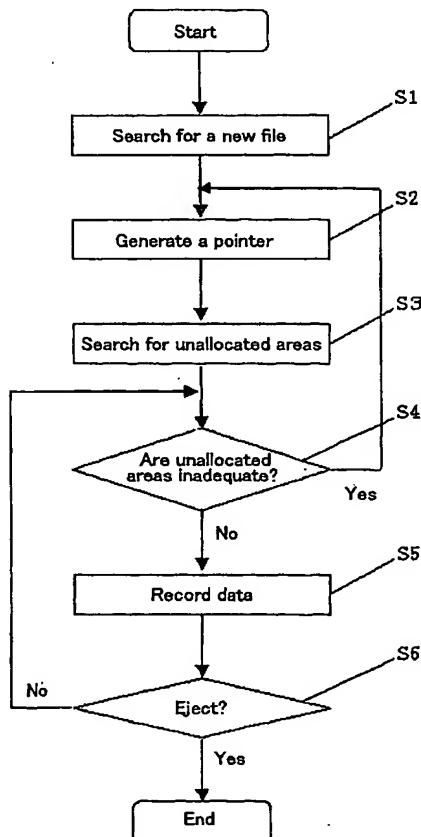 Start
S1
Search for a new file
S2
Generate a pointer
S3
Search for unallocated areas
S4
Are unallocated
areas inadequate?
Yes
No
S5
Record data
S6
No
Eject?
Yes
End